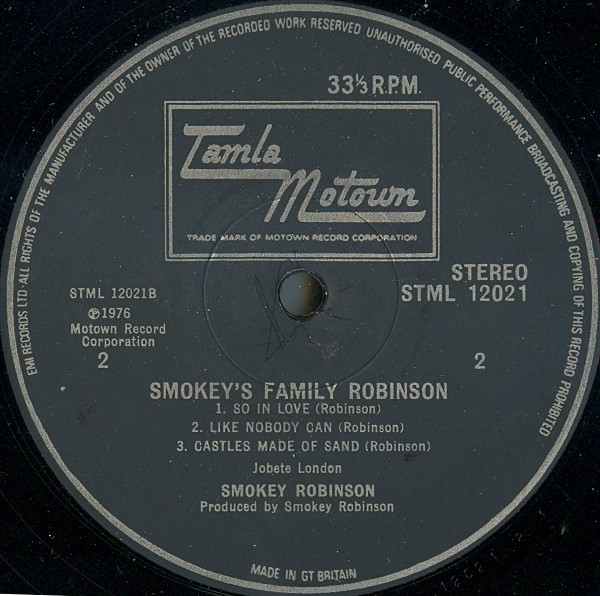 EMI RECORDS LTD·ALL RIGHTS OF THE MANUFACTURER AND OF THE OWNER OF THE RECORDED WORK RESERVED UNAUTHORISED PUBLIC PERFORMANCE BROADCASTING AND COPYING OF THIS RECORD PROHIBITED
33⅓ R.P.M.
Tamla
Motown
TRADE MARK OF MOTOWN RECORD CORPORATION
STEREO
STML 12021
STML 12021B
℗1976
Motown Record
Corporation
2
2
SMOKEY'S FAMILY ROBINSON
1. SO IN LOVE (Robinson)
2. LIKE NOBODY CAN (Robinson)
3. CASTLES MADE OF SAND (Robinson)
Jobete London
SMOKEY ROBINSON
Produced by Smokey Robinson
MADE IN GT BRITAIN